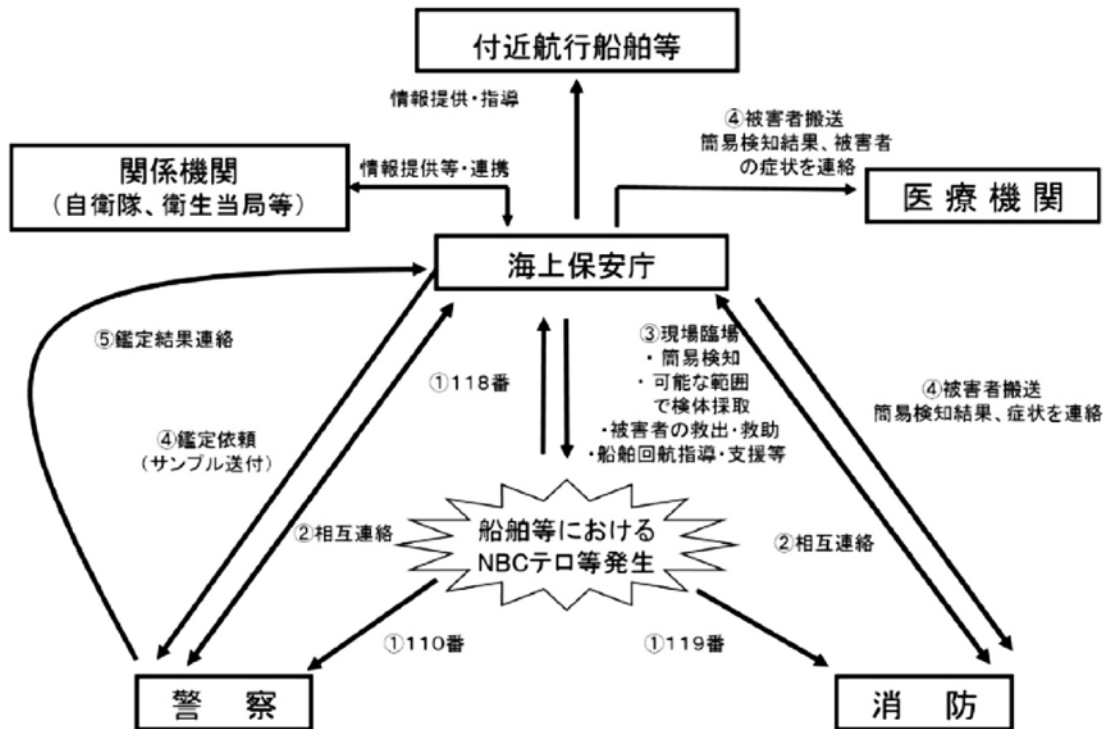 付近航行船舶等
情報提供・指導
④被害者搬送
簡易検知結果、被害者
の症状を連絡
関係機関
（自衛隊、衛生当局等）
情報提供等・連携
医療機関
海上保安庁
⑤鑑定結果連絡
①118番
③現場臨場
・簡易検知
・可能な範囲
で検体採取
・被害者の救出・救助
・船舶回航指導・支援等
④被害者搬送
簡易検知結果、症状を連絡
④鑑定依頼
（サンプル送付）
②相互連絡
船舶等における
NBCテロ等発生
②相互連絡
①110番
①119番
警察
消防